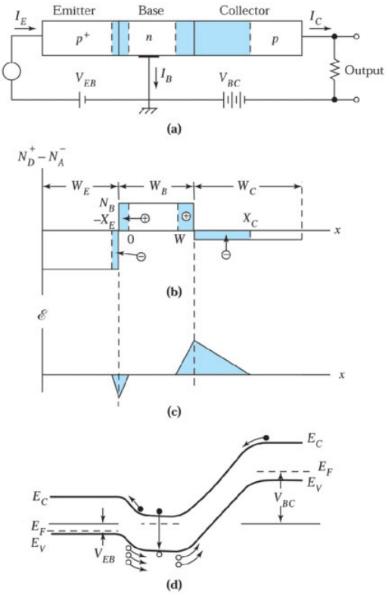 Emitter Base Collector
I_E I_C
p+ n p
I_B
V_EB V_BC
Output
(a)
N_D^+ − N_A^-
W_E W_B W_C
N_B
−X_E ⊕ ⊕ X_C
0 W x
⊖ ⊖
(b)
ℰ
x
(c)
E_C
E_F
E_C E_V
V_BC
E_F
E_V
V_EB
(d)